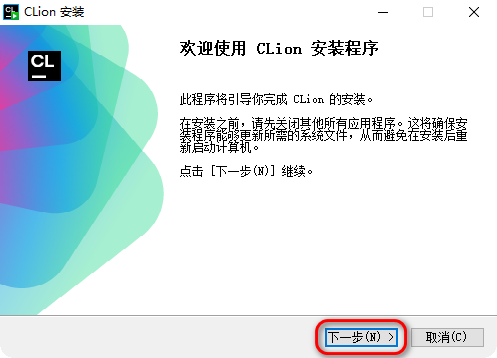 CLion 安装
CL
欢迎使用 CLion 安装程序
此程序将引导你完成 CLion 的安装。
在安装之前，请先关闭其他所有应用程序。这将确保安
装程序能够更新所需的系统文件，从而避免在安装后重
新启动计算机。
点击 [下一步(N)] 继续。
下一步(N) >
取消(C)